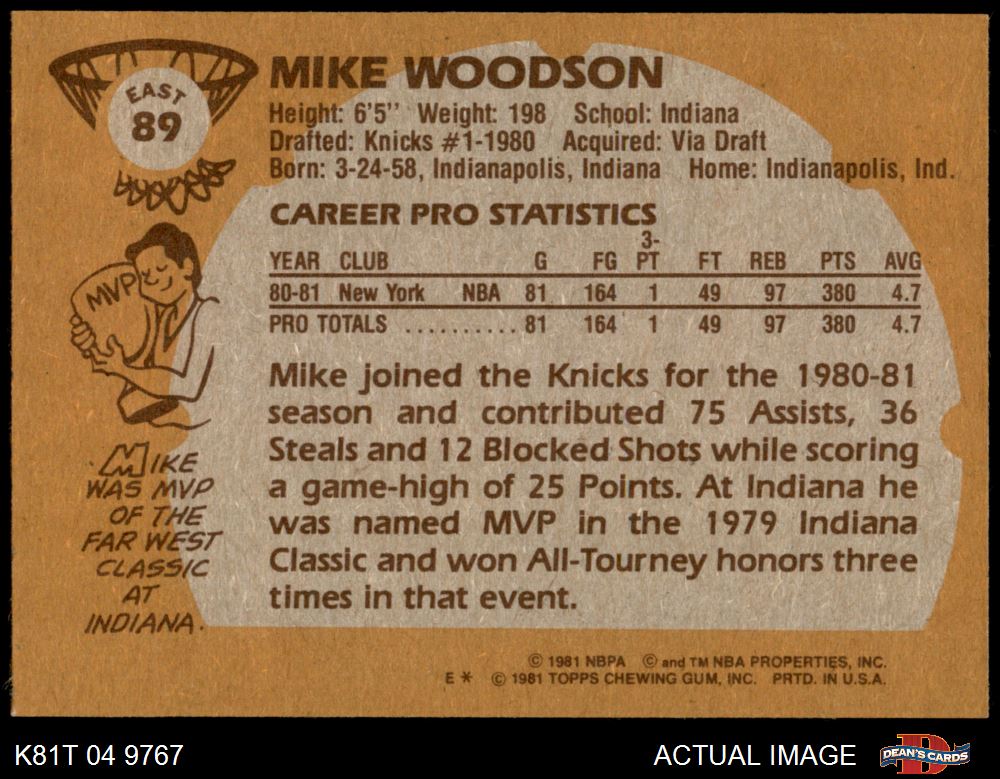 EAST
89
MIKE WOODSON
Height: 6'5" Weight: 198 School: Indiana
Drafted: Knicks #1-1980 Acquired: Via Draft
Born: 3-24-58, Indianapolis, Indiana Home: Indianapolis, Ind.
CAREER PRO STATISTICS
YEAR CLUB G FG 3-PT FT REB PTS AVG
80-81 New York NBA 81 164 1 49 97 380 4.7
PRO TOTALS .......... 81 164 1 49 97 380 4.7
MVP
MIKE
WAS MVP
OF THE
FAR WEST
CLASSIC
AT
INDIANA.
Mike joined the Knicks for the 1980-81
season and contributed 75 Assists, 36
Steals and 12 Blocked Shots while scoring
a game-high of 25 Points. At Indiana he
was named MVP in the 1979 Indiana
Classic and won All-Tourney honors three
times in that event.
© 1981 NBPA © and TM NBA PROPERTIES, INC.
E * © 1981 TOPPS CHEWING GUM, INC. PRTD. IN U.S.A.
K81T 04 9767 ACTUAL IMAGE DEAN'S CARDS